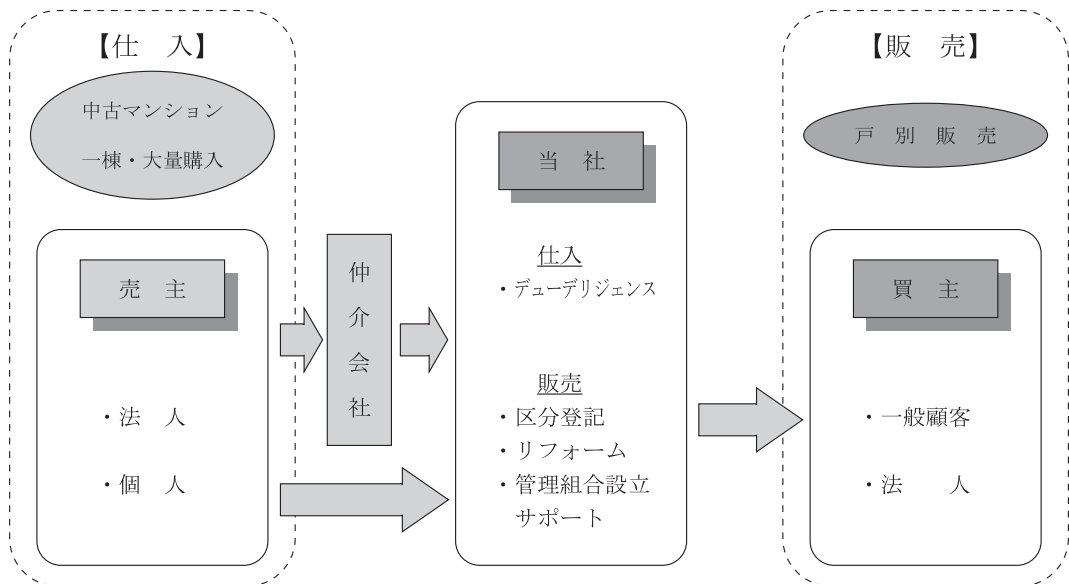 【仕　入】
中古マンション
一棟・大量購入
売　主
・法　人
・個　人
仲介会社
当　社
仕入
・デューデリジェンス
販売
・区分登記
・リフォーム
・管理組合設立
サポート
【販　売】
戸　別　販　売
買　主
・一般顧客
・法　　人